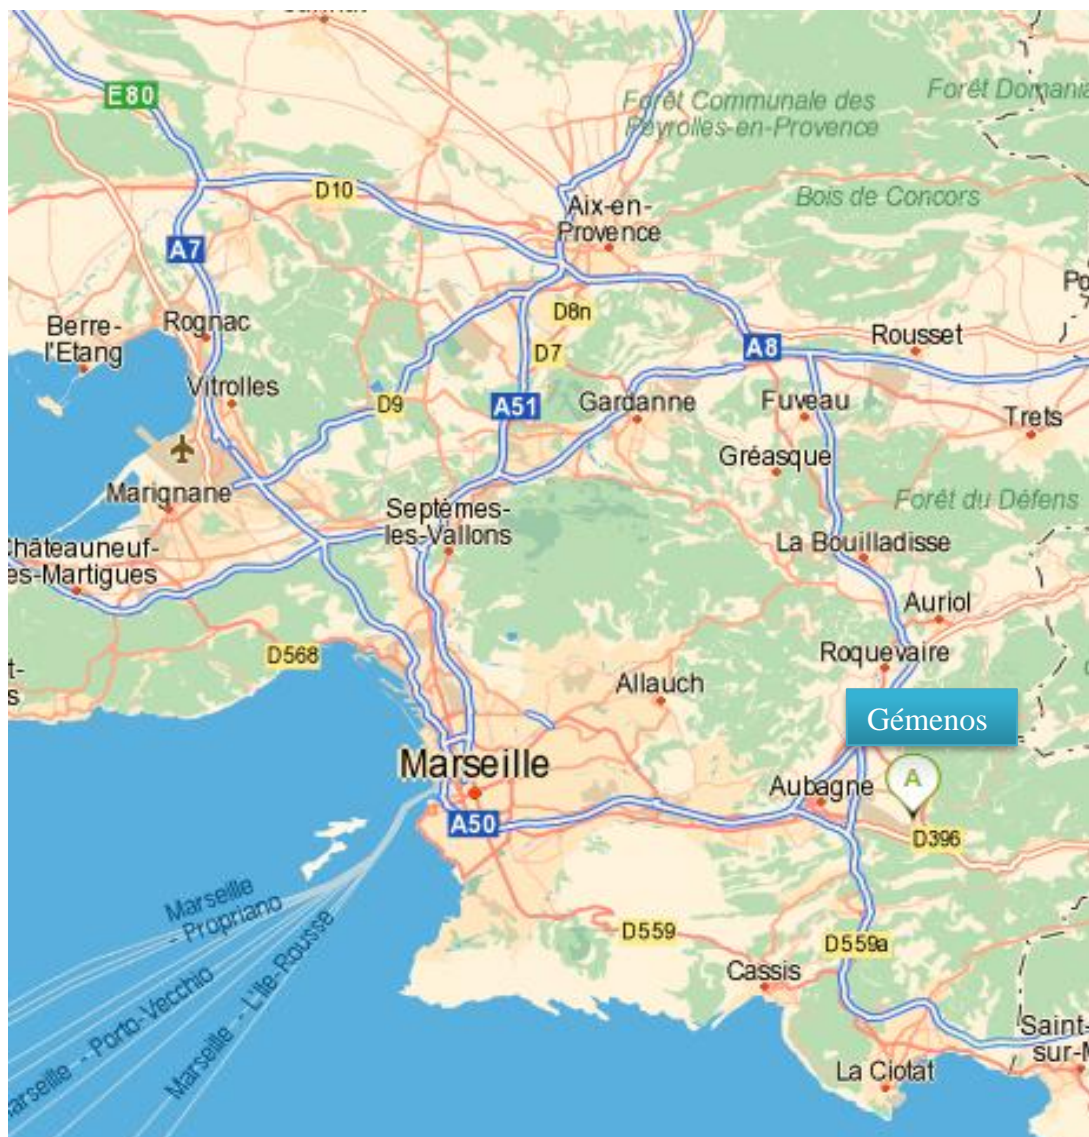 E80
Forêt Communale des
Peyrolles-en-Provence
Forêt Domania
D10
Bois de Concors
Aix-en-
Provence
A7
Berre-
l'Etang
Rognac
D8n
D7
A8
Rousset
Vitrolles
D9
A51
Gardanne
Fuveau
Trets
Gréasque
Marignane
Septèmes-
les-Vallons
Forêt du Défens
Châteauneuf-
es-Martigues
La Bouilladisse
Auriol
D568
Roquevaire
Allauch
Gémenos
Marseille
Aubagne
A
A50
D396
Marseille
- Propriano
D559
D559a
Marseille - Porto-Vecchio
Marseille - L'Ile-Rousse
Cassis
Saint-
sur-M
La Ciotat